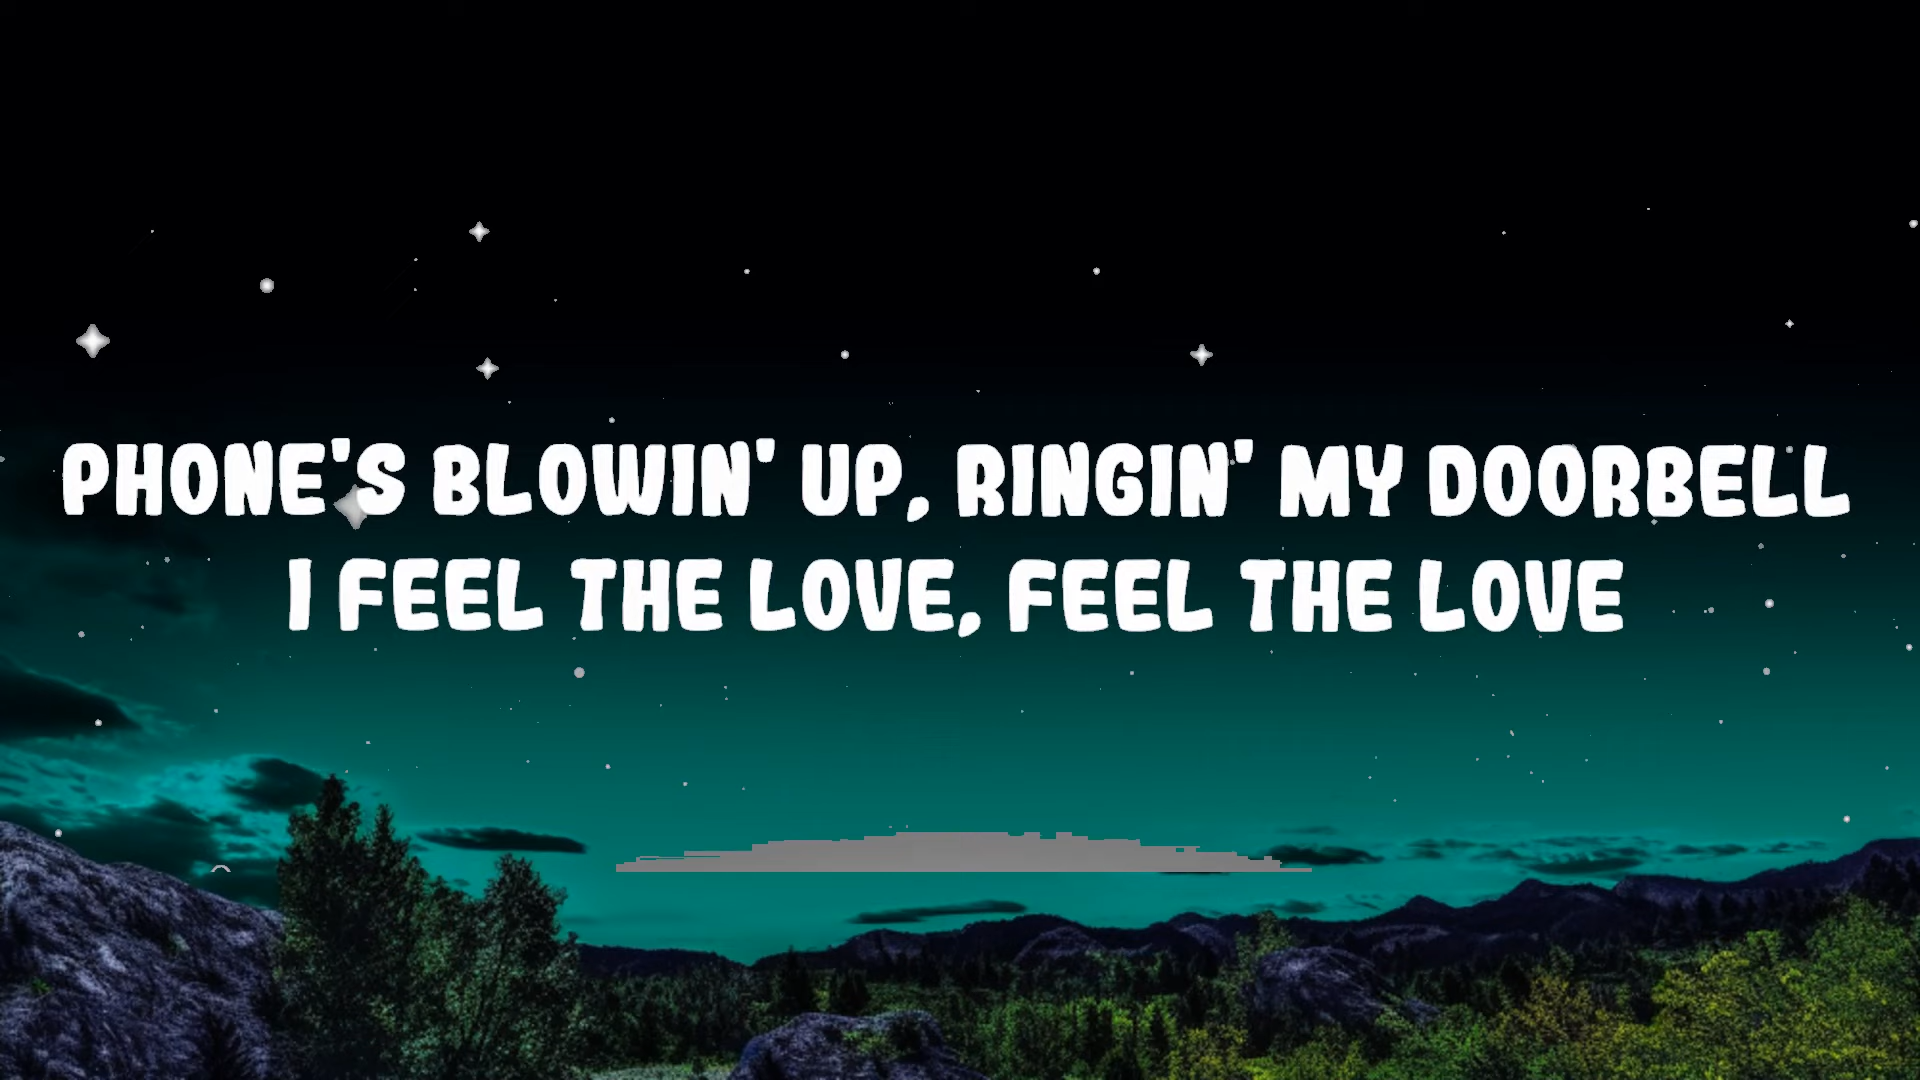 PHONE'S BLOWIN' UP, RINGIN' MY DOORBELL
I FEEL THE LOVE, FEEL THE LOVE